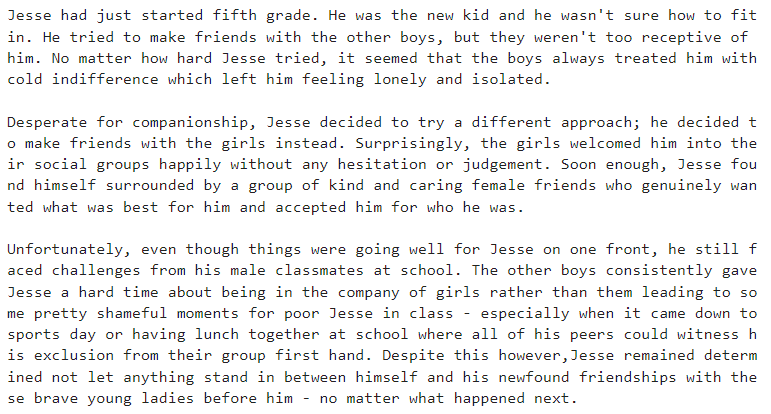 Jesse had just started fifth grade. He was the new kid and he wasn't sure how to fit
in. He tried to make friends with the other boys, but they weren't too receptive of
him. No matter how hard Jesse tried, it seemed that the boys always treated him with
cold indifference which left him feeling lonely and isolated.

Desperate for companionship, Jesse decided to try a different approach; he decided t
o make friends with the girls instead. Surprisingly, the girls welcomed him into the
ir social groups happily without any hesitation or judgement. Soon enough, Jesse fou
nd himself surrounded by a group of kind and caring female friends who genuinely wan
ted what was best for him and accepted him for who he was.

Unfortunately, even though things were going well for Jesse on one front, he still f
aced challenges from his male classmates at school. The other boys consistently gave
Jesse a hard time about being in the company of girls rather than them leading to so
me pretty shameful moments for poor Jesse in class - especially when it came down to
sports day or having lunch together at school where all of his peers could witness h
is exclusion from their group first hand. Despite this however,Jesse remained determ
ined not let anything stand in between himself and his newfound friendships with the
se brave young ladies before him - no matter what happened next.